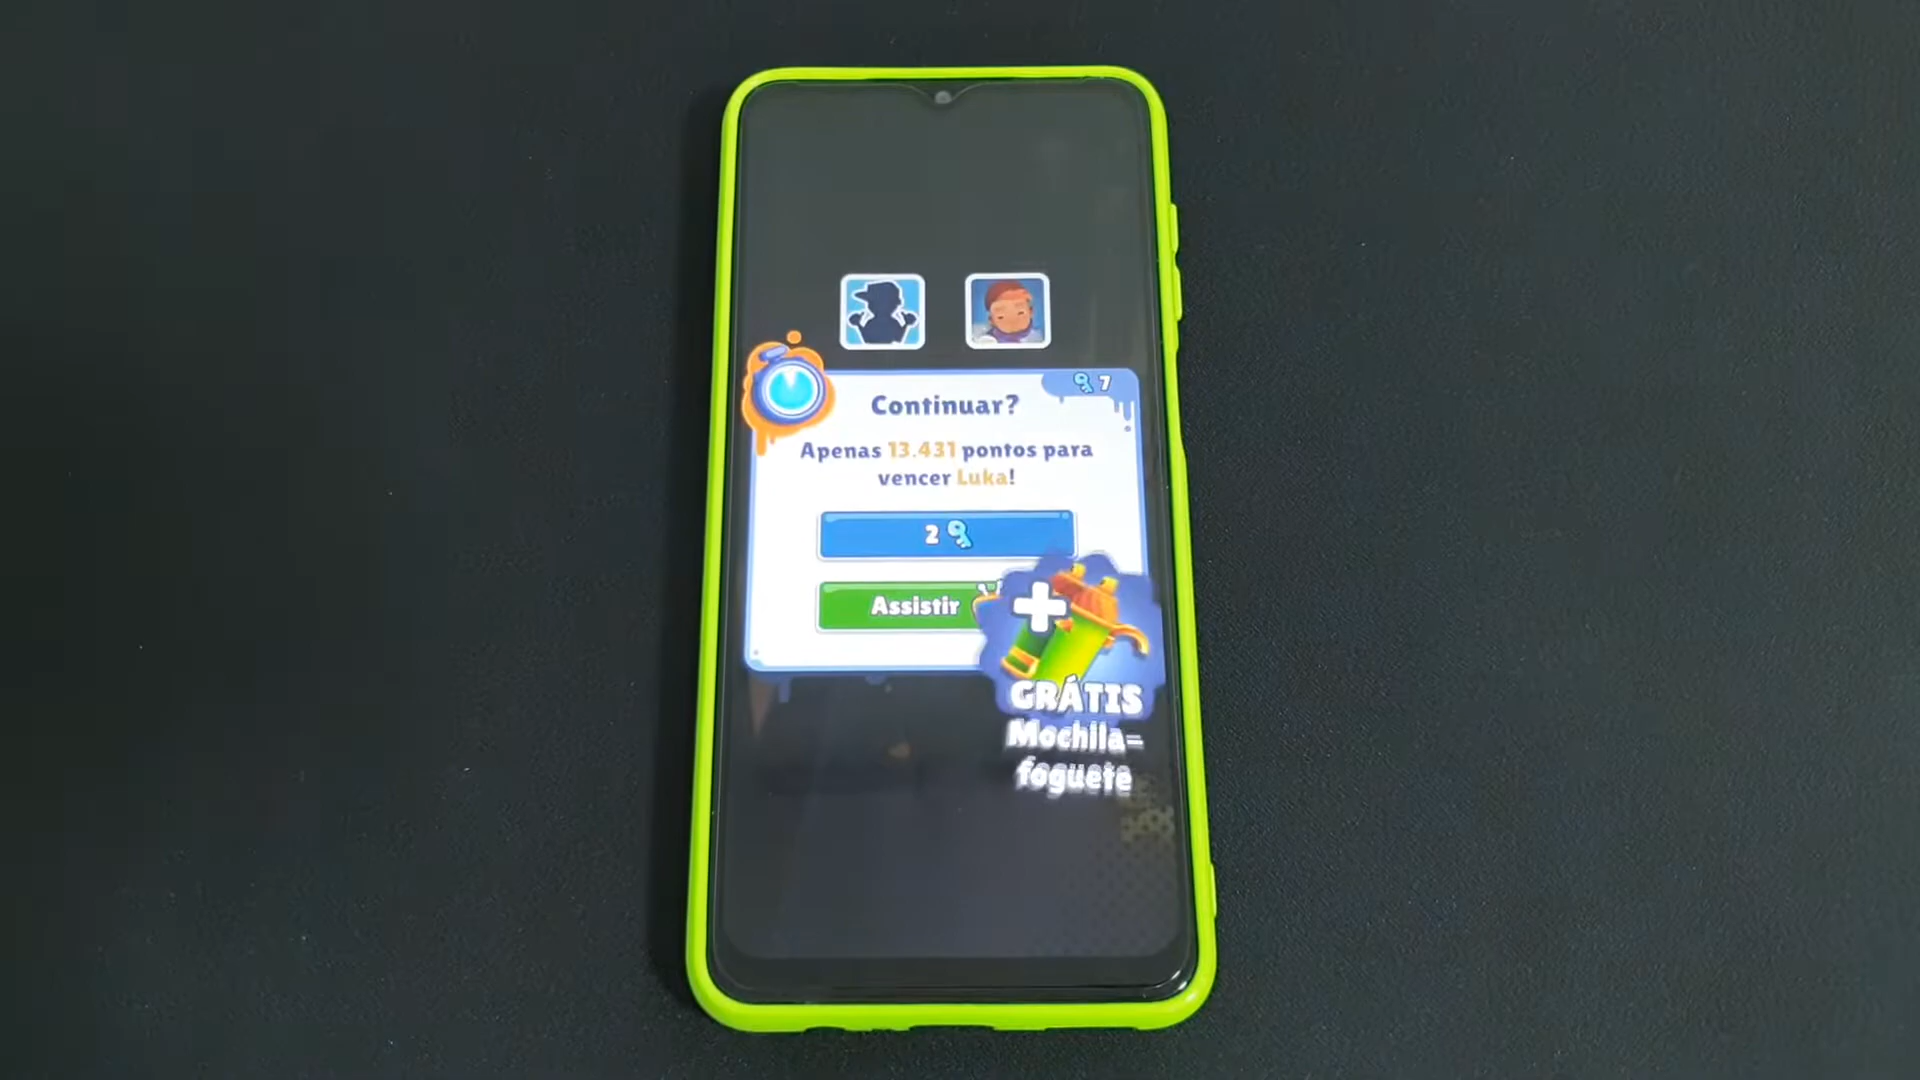 7
Continuar?
Apenas 13.431 pontos para
vencer Luka!
2
Assistir
GRÁTIS
Mochila-
foguete